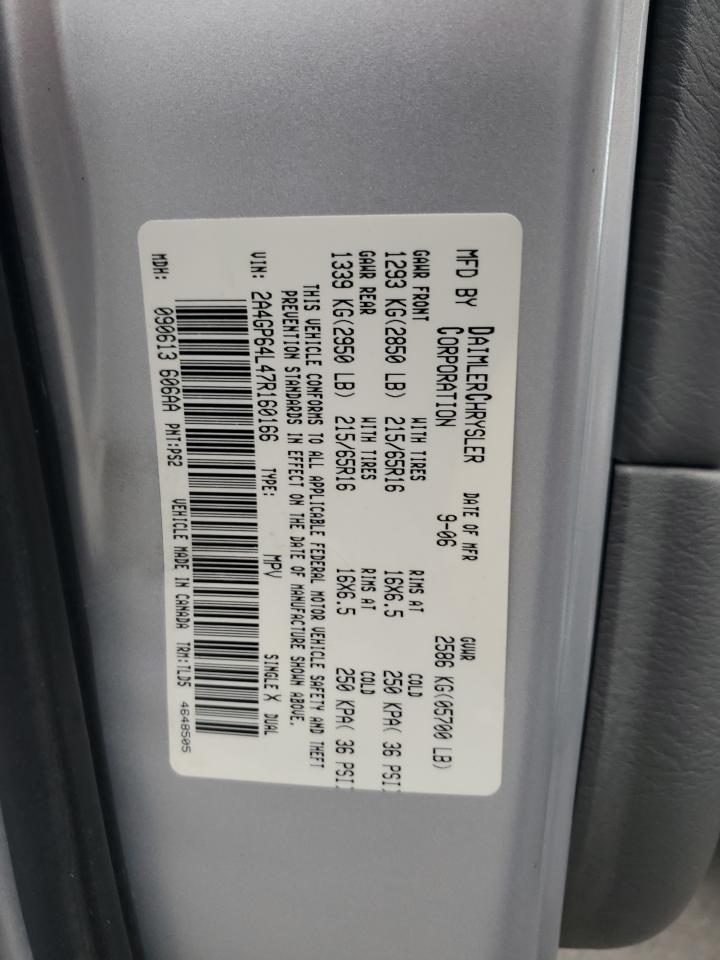 MFD BY DAIMLERCHRYSLER CORPORATION
DATE OF MFR 9-06
GVWR 2586 KG(05700 LB)
GAWR FRONT WITH TIRES RIMS AT COLD
1293 KG(2850 LB) 215/65R16 16X6.5 250 KPA( 36 PSI)
GAWR REAR WITH TIRES RIMS AT COLD
1339 KG(2950 LB) 215/65R16 16X6.5 250 KPA( 36 PSI)
THIS VEHICLE CONFORMS TO ALL APPLICABLE FEDERAL MOTOR VEHICLE SAFETY AND THEFT
PREVENTION STANDARDS IN EFFECT ON THE DATE OF MANUFACTURE SHOWN ABOVE.
VIN: 2A4GP64L47R160166 TYPE: MPV SINGLE X DUAL
MDH: 090613 606AA PNT:PS2 VEHICLE MADE IN CANADA TRM:TLD5 4648505